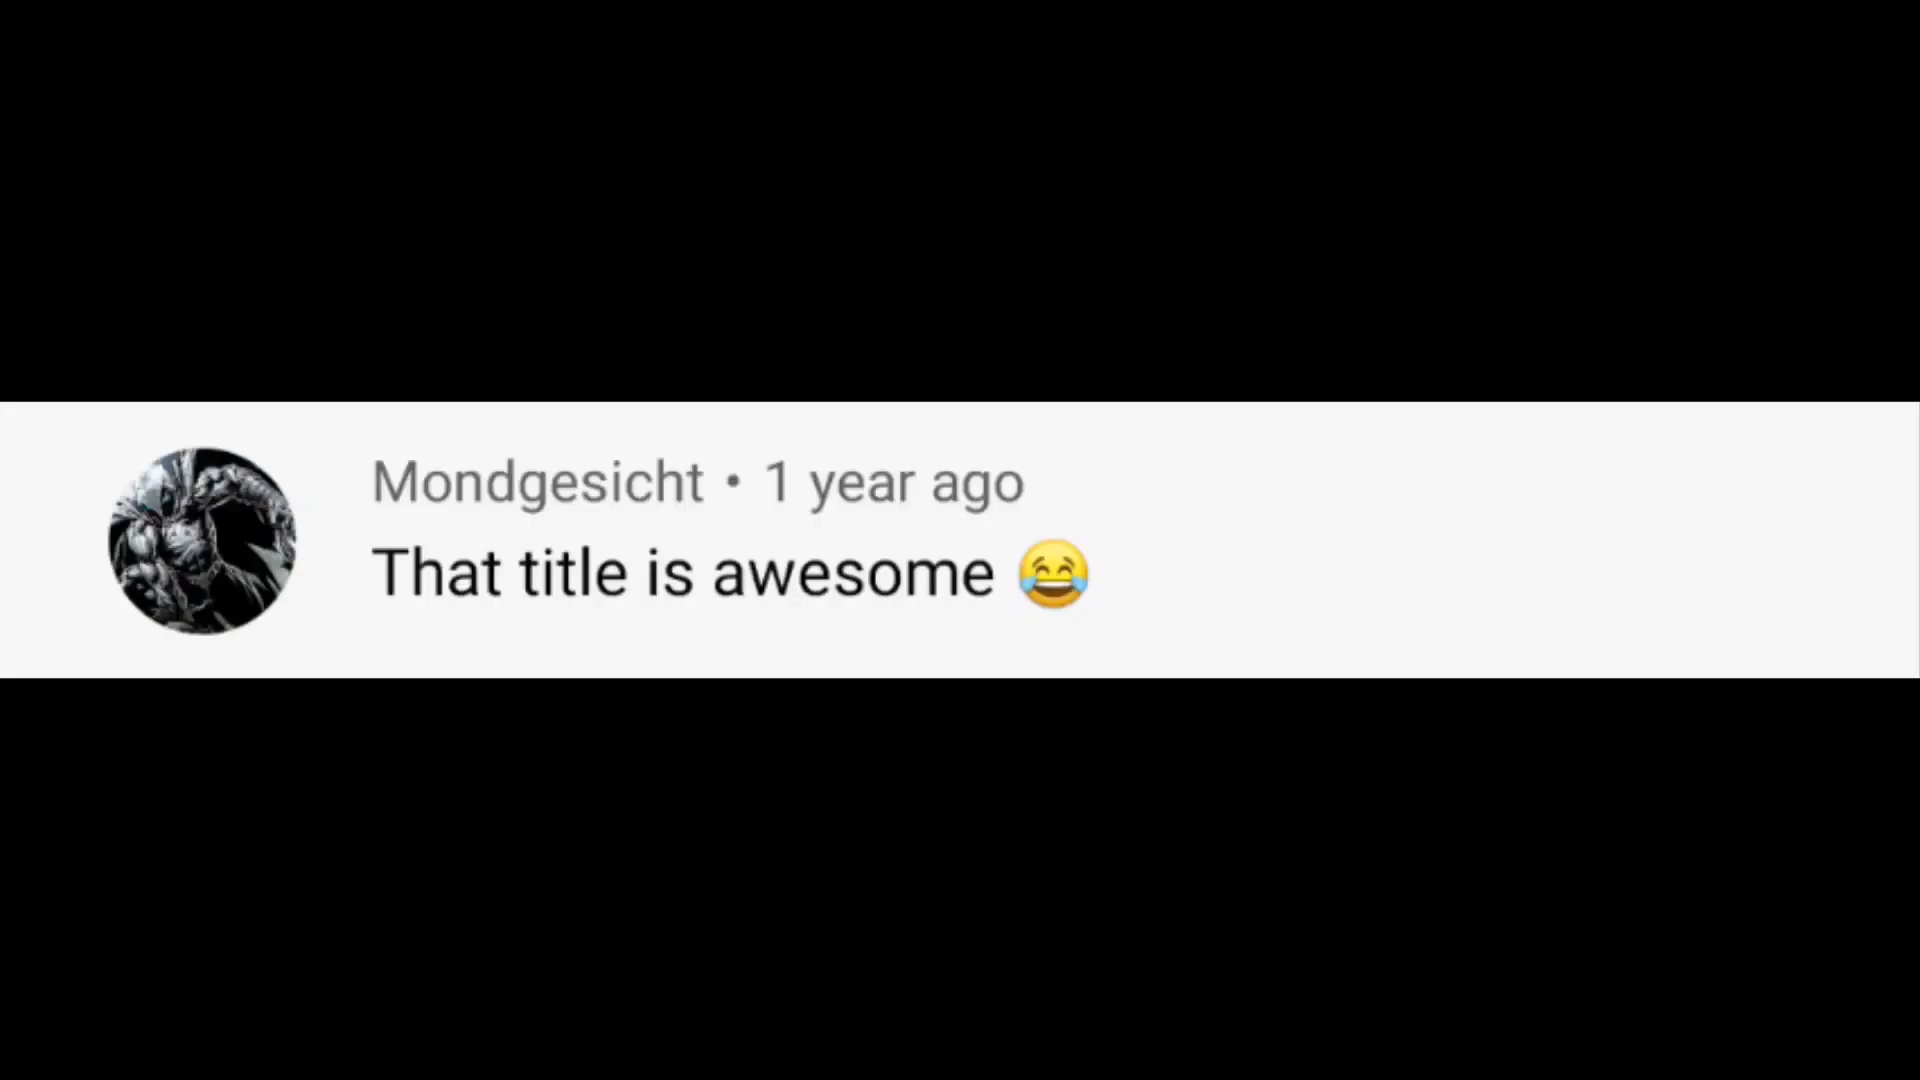 Mondgesicht • 1 year ago
That title is awesome 😂